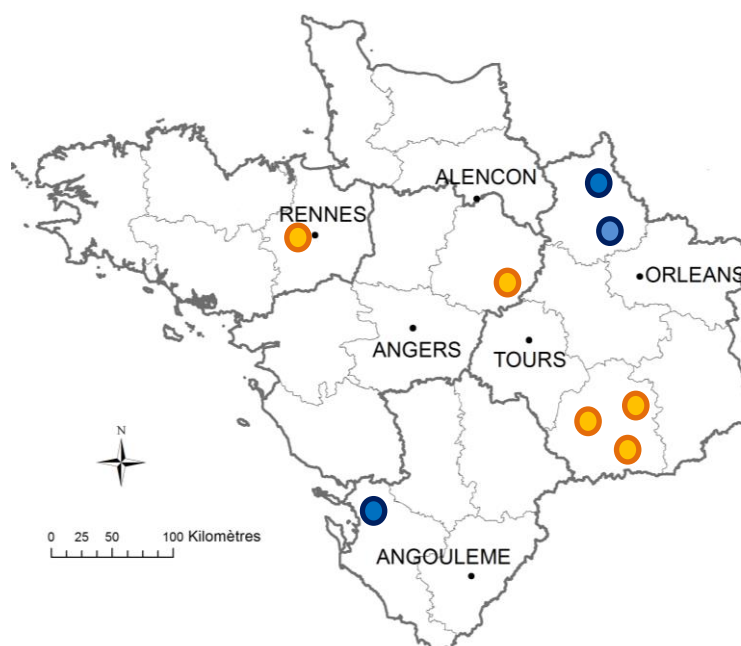 ALENCON
RENNES
ORLEANS
ANGERS
TOURS
N
0 25 50 100 Kilomètres
ANGOULEME